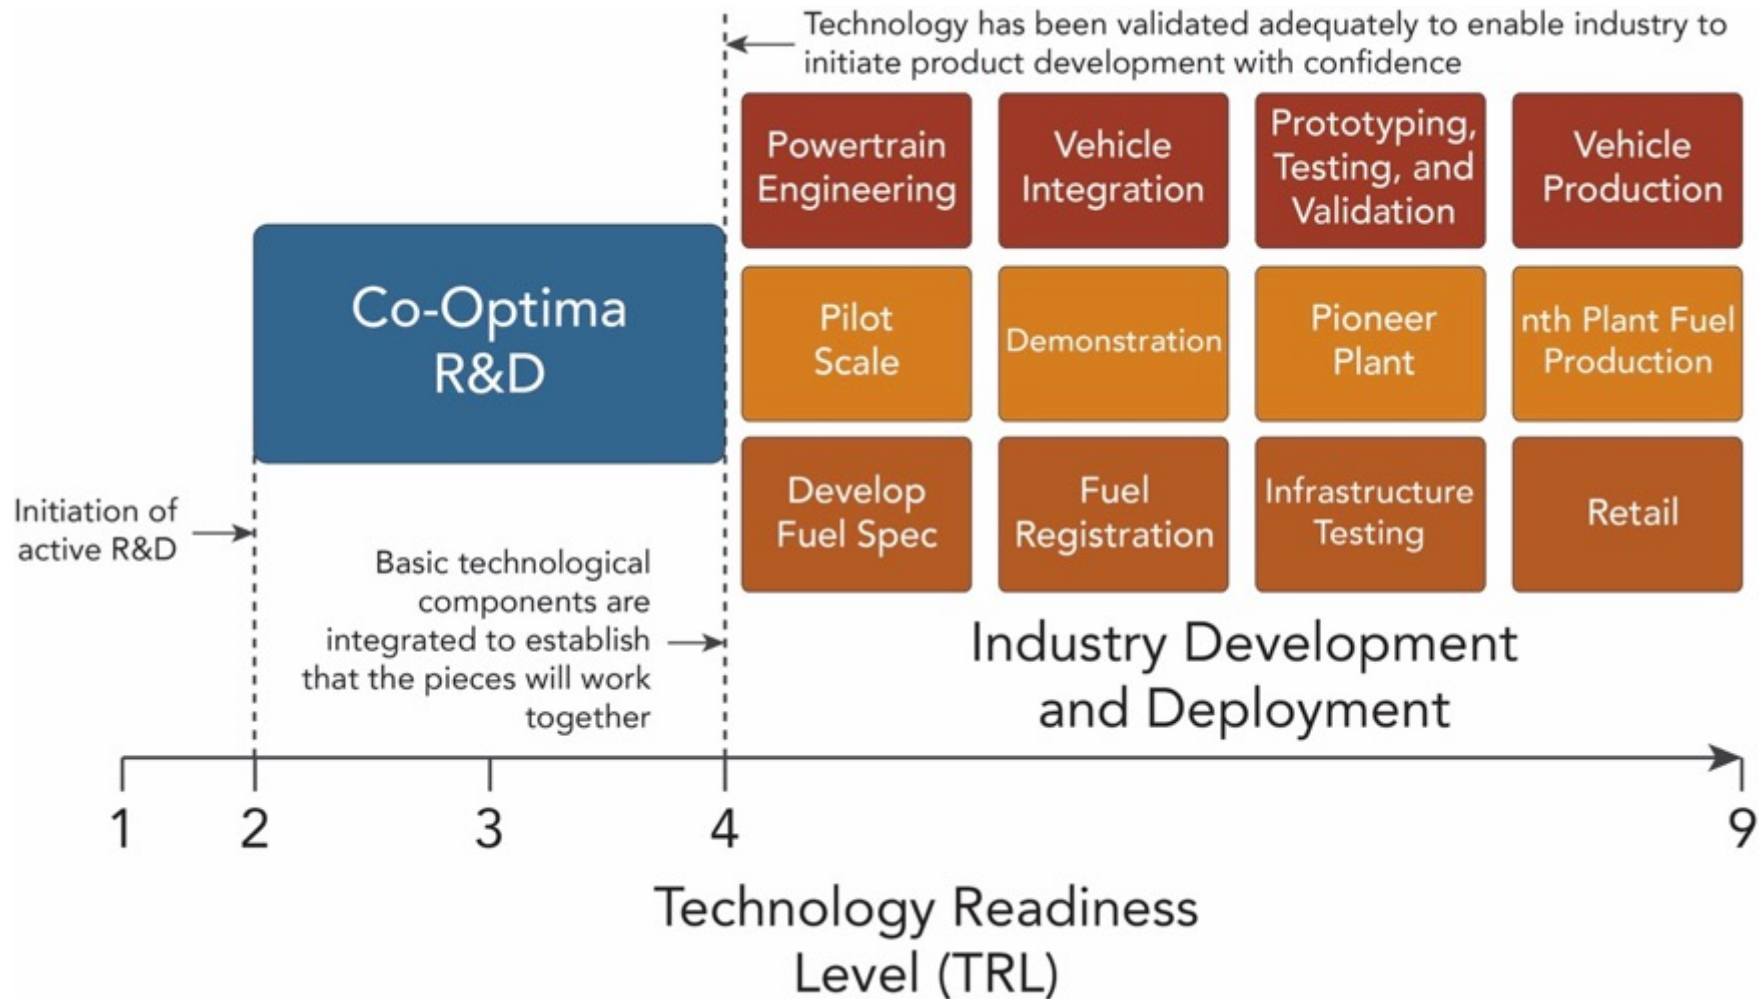 Technology has been validated adequately to enable industry to
initiate product development with confidence
Powertrain
Engineering
Vehicle
Integration
Prototyping,
Testing, and
Validation
Vehicle
Production
Co-Optima
R&D
Pilot
Scale
Demonstration
Pioneer
Plant
nth Plant Fuel
Production
Develop
Fuel Spec
Fuel
Registration
Infrastructure
Testing
Retail
Initiation of
active R&D
Basic technological
components are
integrated to establish
that the pieces will work
together
Industry Development
and Deployment
1 2 3 4 9
Technology Readiness
Level (TRL)